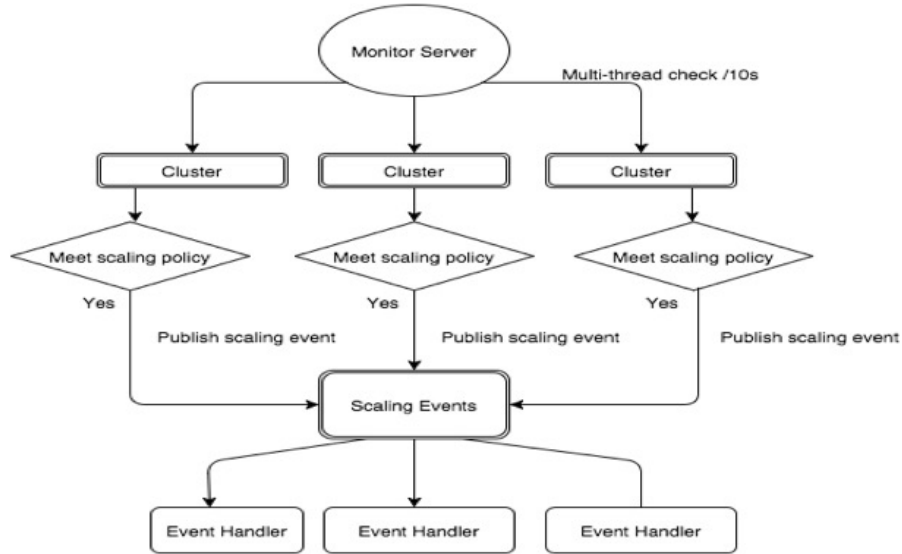 Monitor Server
Multi-thread check /10s
Cluster
Cluster
Cluster
Meet scaling policy
Meet scaling policy
Meet scaling policy
Yes
Yes
Yes
Publish scaling event
Publish scaling event
Publish scaling event
Scaling Events
Event Handler
Event Handler
Event Handler